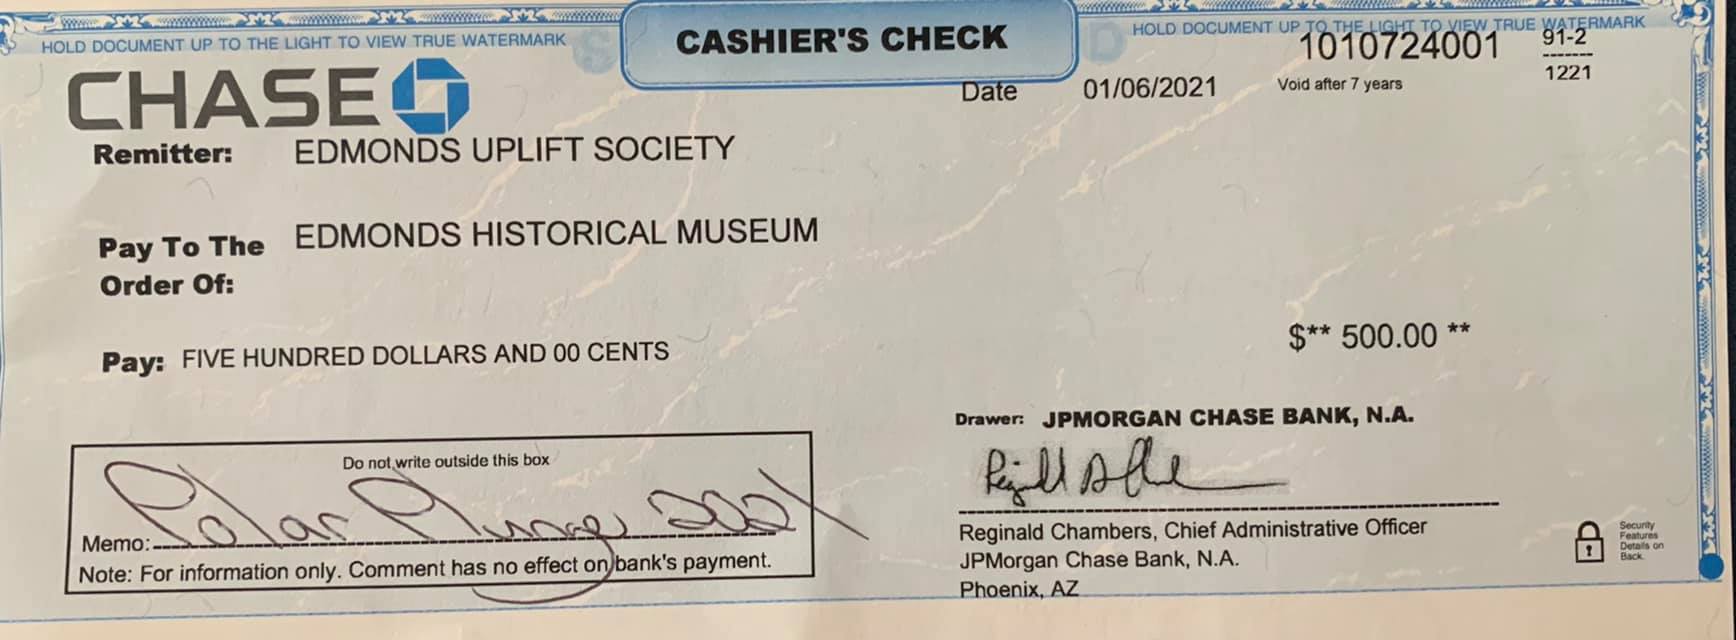 HOLD DOCUMENT UP TO THE LIGHT TO VIEW TRUE WATERMARK
CASHIER'S CHECK
HOLD DOCUMENT UP TO THE LIGHT TO VIEW TRUE WATERMARK
1010724001
91-2
1221
CHASE
Date 01/06/2021
Void after 7 years
Remitter: EDMONDS UPLIFT SOCIETY
Pay To The EDMONDS HISTORICAL MUSEUM
Order Of:
Pay: FIVE HUNDRED DOLLARS AND 00 CENTS
$** 500.00 **
Do not write outside this box
Memo: Polar Plunge 2021
Note: For information only. Comment has no effect on bank's payment.
Drawer: JPMORGAN CHASE BANK, N.A.
Reginald Chambers, Chief Administrative Officer
JPMorgan Chase Bank, N.A.
Phoenix, AZ
Security
Features
Details on
Back.